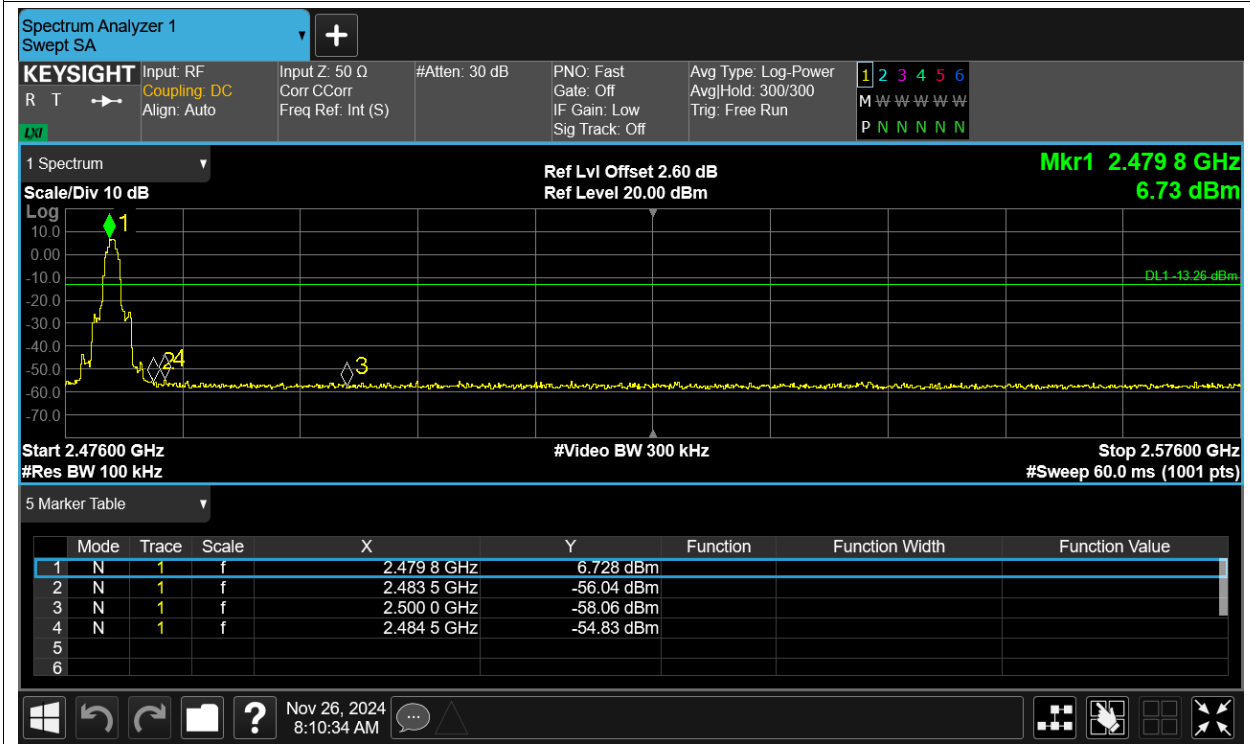 Spectrum Analyzer 1
Swept SA
KEYSIGHT
R T
LXI
Input: RF
Coupling: DC
Align: Auto
Input Z: 50 Ω
Corr CCorr
Freq Ref: Int (S)
#Atten: 30 dB
PNO: Fast
Gate: Off
IF Gain: Low
Sig Track: Off
Avg Type: Log-Power
Avg|Hold: 300/300
Trig: Free Run
1 2 3 4 5 6
M W W W W W
P N N N N N
1 Spectrum
Scale/Div 10 dB
Ref Lvl Offset 2.60 dB
Ref Level 20.00 dBm
Mkr1 2.479 8 GHz
6.73 dBm
Log
10.0
0.00
-10.0
-20.0
-30.0
-40.0
-50.0
-60.0
-70.0
1
24
3
DL1 -13.26 dBm
Start 2.47600 GHz
#Video BW 300 kHz
Stop 2.57600 GHz
#Res BW 100 kHz
#Sweep 60.0 ms (1001 pts)
5 Marker Table
Mode Trace Scale X Y Function Function Width Function Value
1 N 1 f 2.479 8 GHz 6.728 dBm
2 N 1 f 2.483 5 GHz -56.04 dBm
3 N 1 f 2.500 0 GHz -58.06 dBm
4 N 1 f 2.484 5 GHz -54.83 dBm
5
6
?
Nov 26, 2024
8:10:34 AM